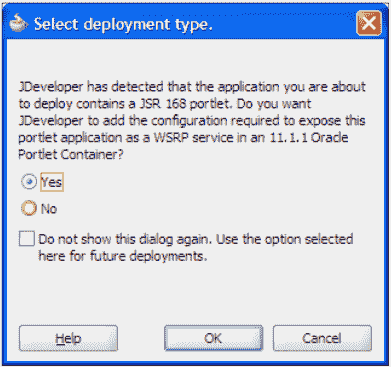 Select deployment type.
JDeveloper has detected that the application you are about
to deploy contains a JSR 168 portlet. Do you want
JDeveloper to add the configuration required to expose this
portlet application as a WSRP service in an 11.1.1 Oracle
Portlet Container?
Yes
No
Do not show this dialog again. Use the option selected
here for future deployments.
Help
OK
Cancel